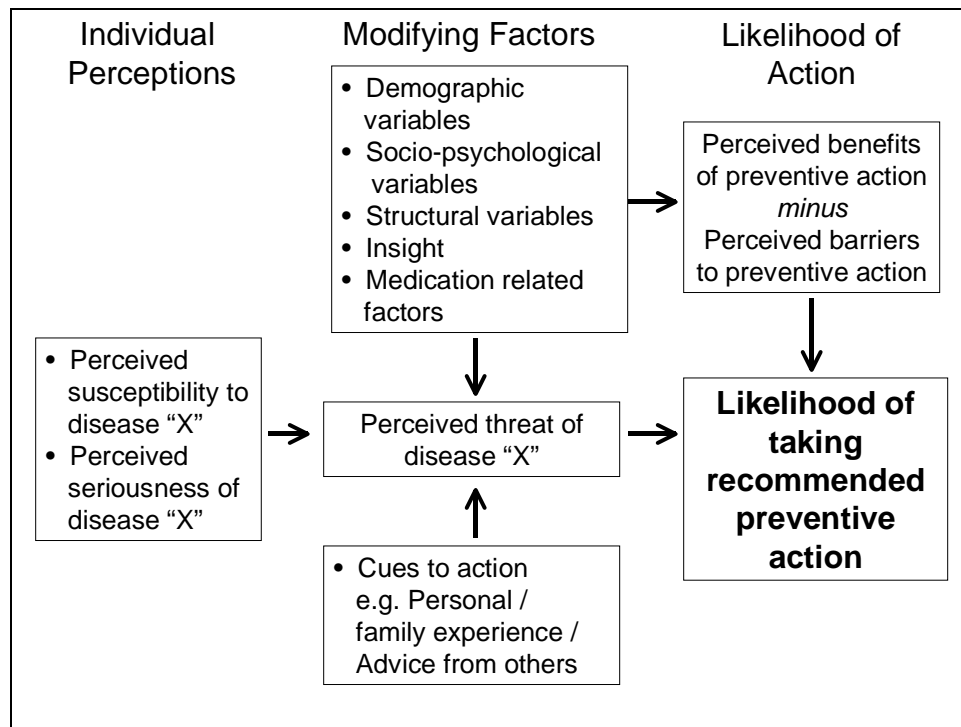 Individual
Perceptions
Modifying Factors
Likelihood of
Action
• Demographic
variables
• Socio-psychological
variables
• Structural variables
• Insight
• Medication related
factors
Perceived benefits
of preventive action
minus
Perceived barriers
to preventive action
• Perceived
susceptibility to
disease “X”
• Perceived
seriousness of
disease “X”
Perceived threat of
disease “X”
Likelihood of
taking
recommended
preventive
action
• Cues to action
e.g. Personal /
family experience /
Advice from others